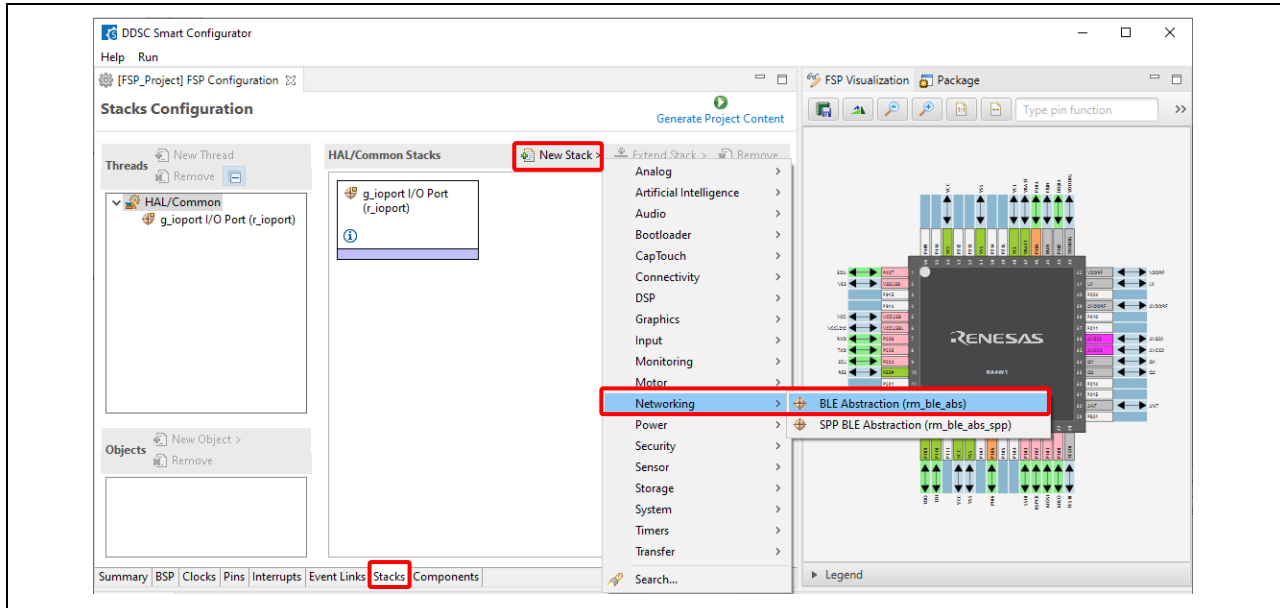 DDSC Smart Configurator
Help Run
[FSP_Project] FSP Configuration
Stacks Configuration
Generate Project Content
Threads
New Thread
Remove
HAL/Common
g_ioport I/O Port (r_ioport)
Objects
New Object >
Remove
HAL/Common Stacks
New Stack >
Extend Stack >
Remove
g_ioport I/O Port
(r_ioport)
Analog >
Artificial Intelligence >
Audio >
Bootloader >
CapTouch >
Connectivity >
DSP >
Graphics >
Input >
Monitoring >
Motor >
Networking >
Power >
Security >
Sensor >
Storage >
System >
Timers >
Transfer >
Search...
BLE Abstraction (rm_ble_abs)
SPP BLE Abstraction (rm_ble_abs_spp)
Summary BSP Clocks Pins Interrupts Event Links Stacks Components
FSP Visualization
Package
Type pin function
RENESAS
RA4W1
Legend